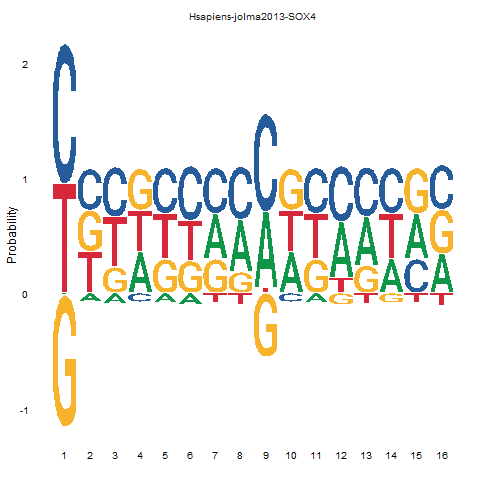 Hsapiens-jolma2013-SOX4
Probability
2
1
0
-1
C C C G C C C C C G C C C C G C
T G T T T T A A A T T A A T A G
G T G A G G G G G A G T G A C A
A A C A A T T C A G T G T T
1 2 3 4 5 6 7 8 9 10 11 12 13 14 15 16